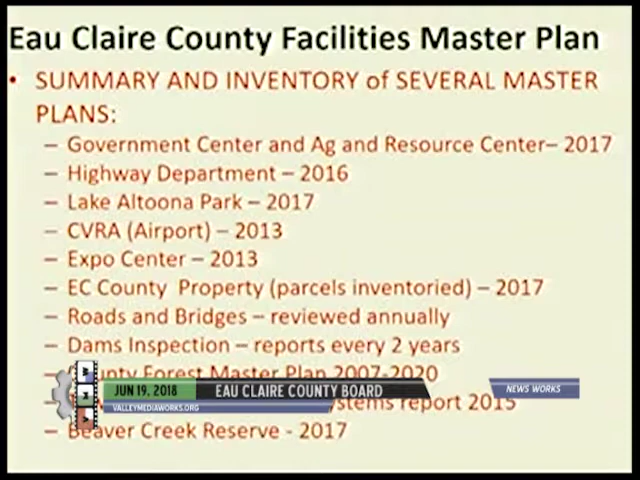 Eau Claire County Facilities Master Plan
• SUMMARY AND INVENTORY of SEVERAL MASTER
PLANS:
– Government Center and Ag and Resource Center– 2017
– Highway Department – 2016
– Lake Altoona Park – 2017
– CVRA (Airport) – 2013
– Expo Center – 2013
– EC County Property (parcels inventoried) – 2017
– Roads and Bridges – reviewed annually
– Dams Inspection – reports every 2 years
– County Forest Master Plan 2007-2020
JUN 19, 2018 EAU CLAIRE COUNTY BOARD NEWS WORKS
VALLEYMEDIAWORKS.ORG
report 2015
– Beaver Creek Reserve - 2017